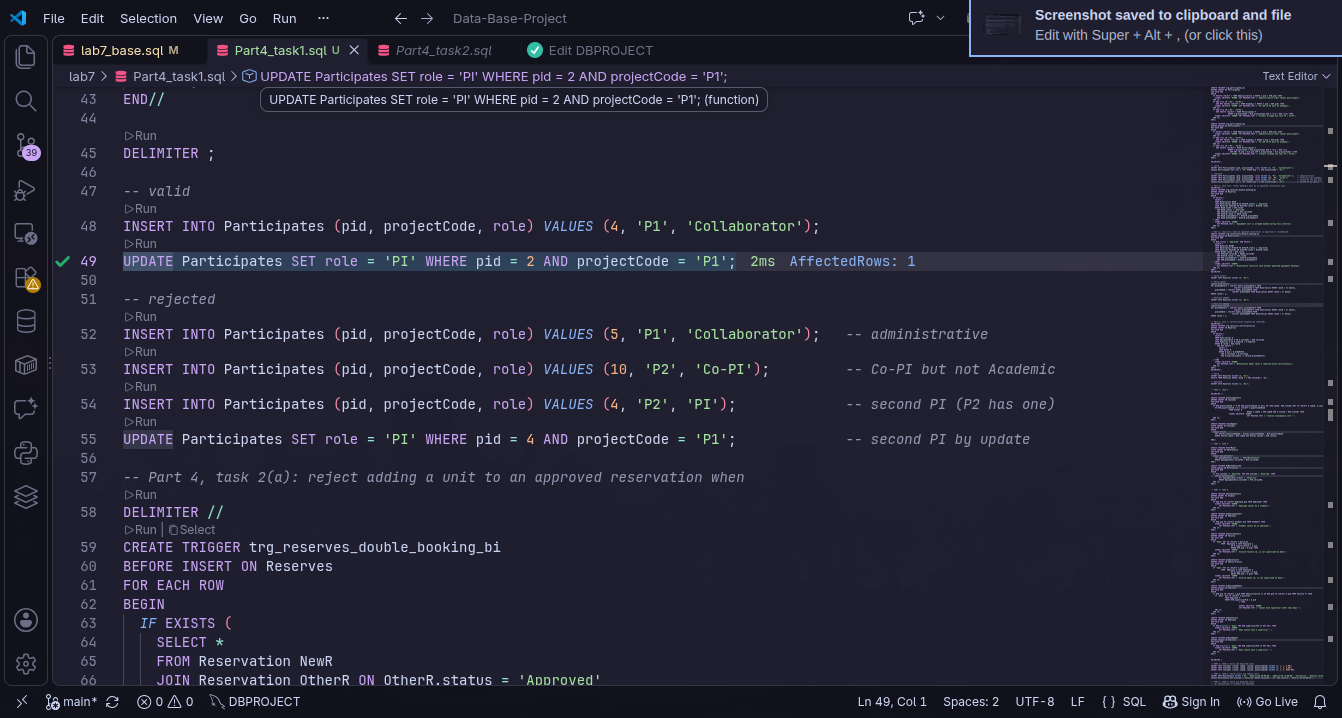 File Edit Selection View Go Run ··· Data-Base-Project
Screenshot saved to clipboard and file
Edit with Super + Alt + , (or click this)
lab7_base.sql M Part4_task1.sql U Part4_task2.sql Edit DBPROJECT
lab7 > Part4_task1.sql > UPDATE Participates SET role = 'PI' WHERE pid = 2 AND projectCode = 'P1';
Text Editor
UPDATE Participates SET role = 'PI' WHERE pid = 2 AND projectCode = 'P1'; (function)
43 END//
44
Run
45 DELIMITER ;
46
47 -- valid
Run
48 INSERT INTO Participates (pid, projectCode, role) VALUES (4, 'P1', 'Collaborator');
Run
49 UPDATE Participates SET role = 'PI' WHERE pid = 2 AND projectCode = 'P1'; 2ms AffectedRows: 1
50
51 -- rejected
Run
52 INSERT INTO Participates (pid, projectCode, role) VALUES (5, 'P1', 'Collaborator'); -- administrative
Run
53 INSERT INTO Participates (pid, projectCode, role) VALUES (10, 'P2', 'Co-PI'); -- Co-PI but not Academic
Run
54 INSERT INTO Participates (pid, projectCode, role) VALUES (4, 'P2', 'PI'); -- second PI (P2 has one)
Run
55 UPDATE Participates SET role = 'PI' WHERE pid = 4 AND projectCode = 'P1'; -- second PI by update
56
57 -- Part 4, task 2(a): reject adding a unit to an approved reservation when
Run
58 DELIMITER //
Run | Select
59 CREATE TRIGGER trg_reserves_double_booking_bi
60 BEFORE INSERT ON Reserves
61 FOR EACH ROW
62 BEGIN
63 IF EXISTS (
64 SELECT *
65 FROM Reservation NewR
66 JOIN Reservation OtherR ON OtherR.status = 'Approved'
39
main* 0 0 DBPROJECT Ln 49, Col 1 Spaces: 2 UTF-8 LF { } SQL Sign In Go Live